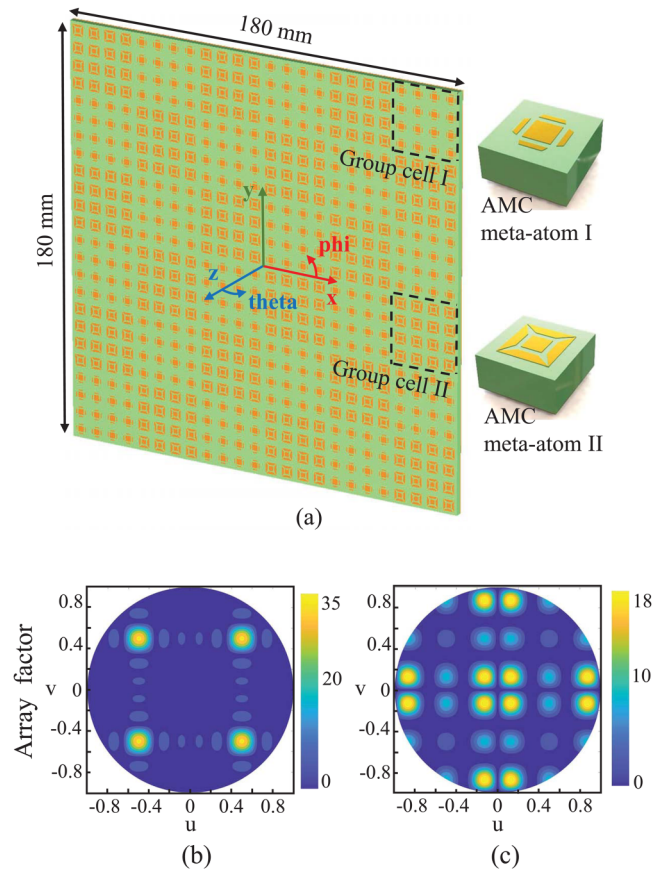 180 mm
180 mm
Group cell I
AMC
meta-atom I
y
phi
z
x
theta
Group cell II
AMC
meta-atom II
(a)
Array factor
v
0.8
0.4
0
-0.4
-0.8
-0.8 -0.4 0 0.4 0.8
u
35
20
0
(b)
v
0.8
0.4
0
-0.4
-0.8
-0.8 -0.4 0 0.4 0.8
u
18
10
0
(c)